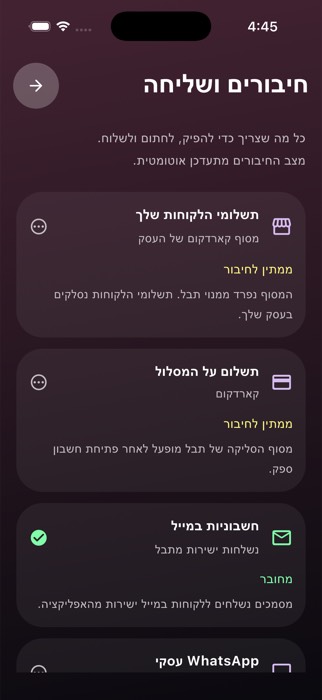 4:45
חיבורים ושליחה
כל מה שצריך כדי להפיק, לחתום ולשלוח.
מצב החיבורים מתעדכן אוטומטית.
תשלומי הלקוחות שלך
מסוף קארדקום של העסק
ממתין לחיבור
המסוף נפרד ממנוי תבל. תשלומי הלקוחות נסלקים
בעסק שלך.
תשלום על המסלול
קארדקום
ממתין לחיבור
מסוף הסליקה של תבל מופעל לאחר פתיחת חשבון
ספק.
חשבוניות במייל
נשלחות ישירות מתבל
מחובר
מסמכים נשלחים ללקוחות במייל ישירות מהאפליקציה.
WhatsApp עסקי